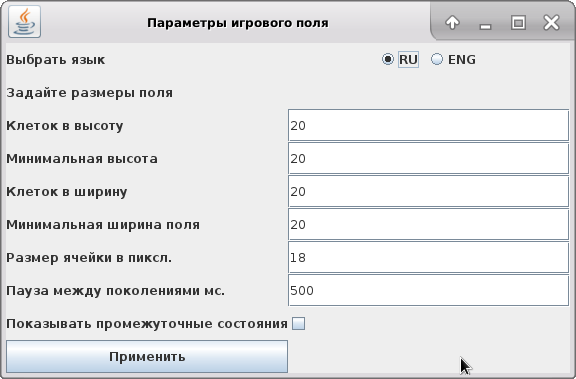 Параметры игрового поля
Выбрать язык RU ENG
Задайте размеры поля
Клеток в высоту 20
Минимальная высота 20
Клеток в ширину 20
Минимальная ширина поля 20
Размер ячейки в пиксл. 18
Пауза между поколениями мс. 500
Показывать промежуточные состояния
Применить